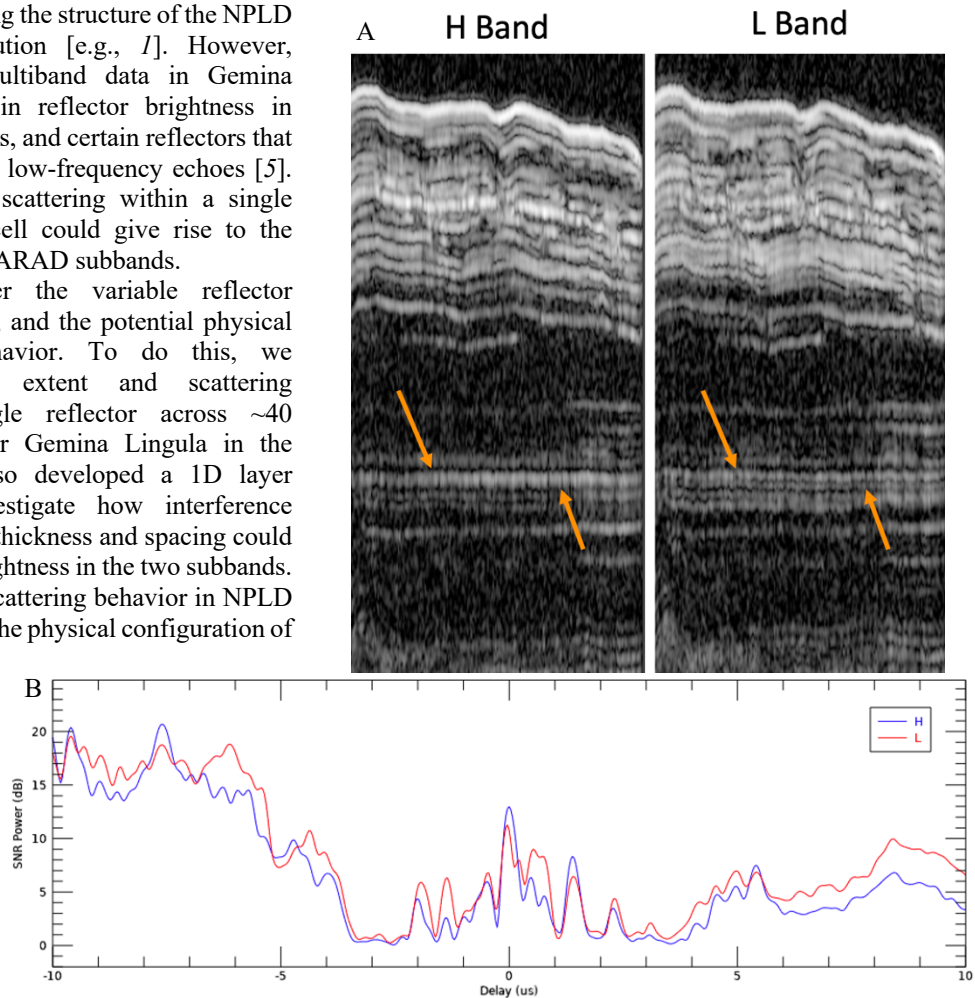 ng the structure of the NPLD
ution [e.g., 1]. However,
ultiband data in Gemina
in reflector brightness in
s, and certain reflectors that
low-frequency echoes [5].
scattering within a single
ell could give rise to the
ARAD subbands.
er the variable reflector
and the potential physical
navior. To do this, we
extent and scattering
gle reflector across ~40
r Gemina Lingula in the
so developed a 1D layer
estigate how interference
thickness and spacing could
ghtness in the two subbands.
cattering behavior in NPLD
he physical configuration of
A
H Band
L Band
B
H
L
SNR Power (dB)
20
15
10
5
0
-10
-5
0
5
10
Delay (us)